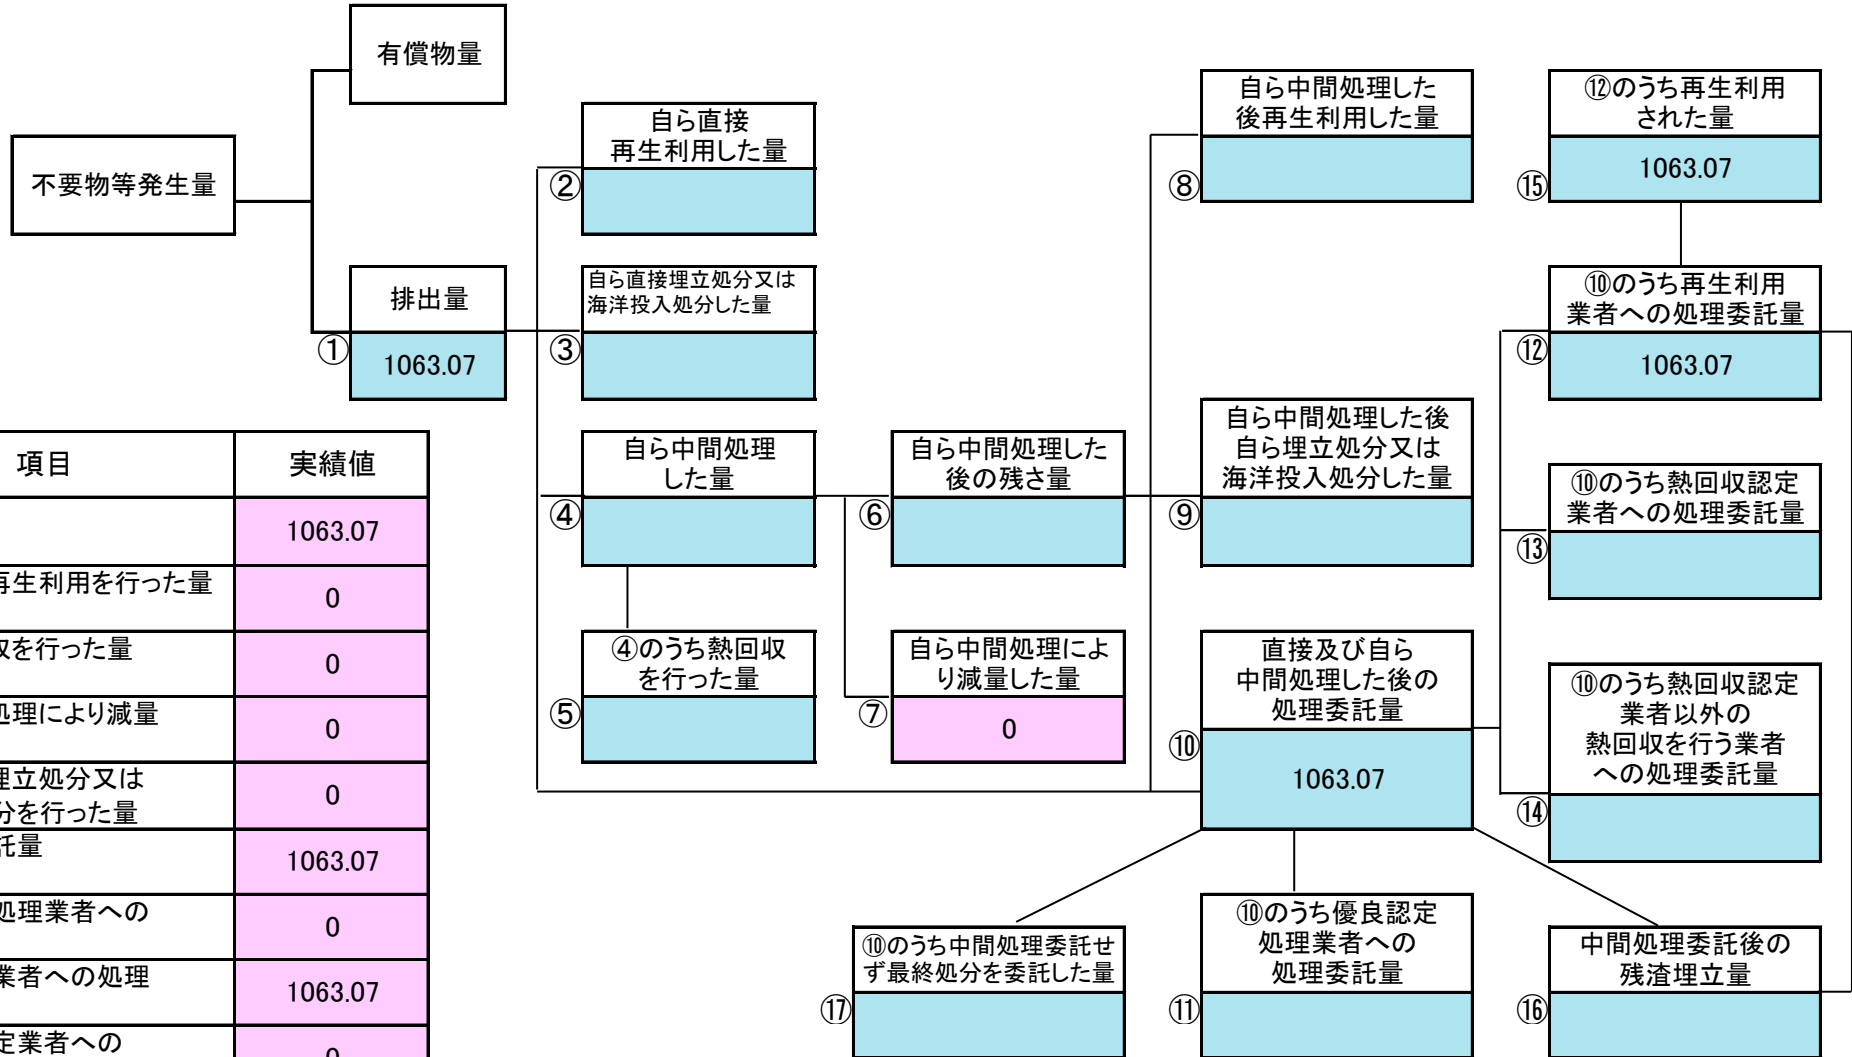 有償物量
不要物等発生量
排出量
①
1063.07
自ら直接
再生利用した量
②
自ら直接埋立処分又は
海洋投入処分した量
③
自ら中間処理
した量
④
④のうち熱回収
を行った量
⑤
自ら中間処理した
後の残さ量
⑥
自ら中間処理によ
り減量した量
⑦
0
自ら中間処理した
後再生利用した量
⑧
自ら中間処理した後
自ら埋立処分又は
海洋投入処分した量
⑨
直接及び自ら
中間処理した後の
処理委託量
⑩
1063.07
⑫のうち再生利用
された量
⑮
1063.07
⑩のうち再生利用
業者への処理委託量
⑫
1063.07
⑩のうち熱回収認定
業者への処理委託量
⑬
⑩のうち熱回収認定
業者以外の
熱回収を行う業者
への処理委託量
⑭
⑩のうち中間処理委託せ
ず最終処分を委託した量
⑰
⑩のうち優良認定
処理業者への
処理委託量
⑪
中間処理委託後の
残渣埋立量
⑯
項目 実績値
1063.07
再生利用を行った量 0
を行った量 0
処理により減量 0
埋立処分又は
分を行った量 0
託量 1063.07
処理業者への 0
業者への処理 1063.07
定業者への 0